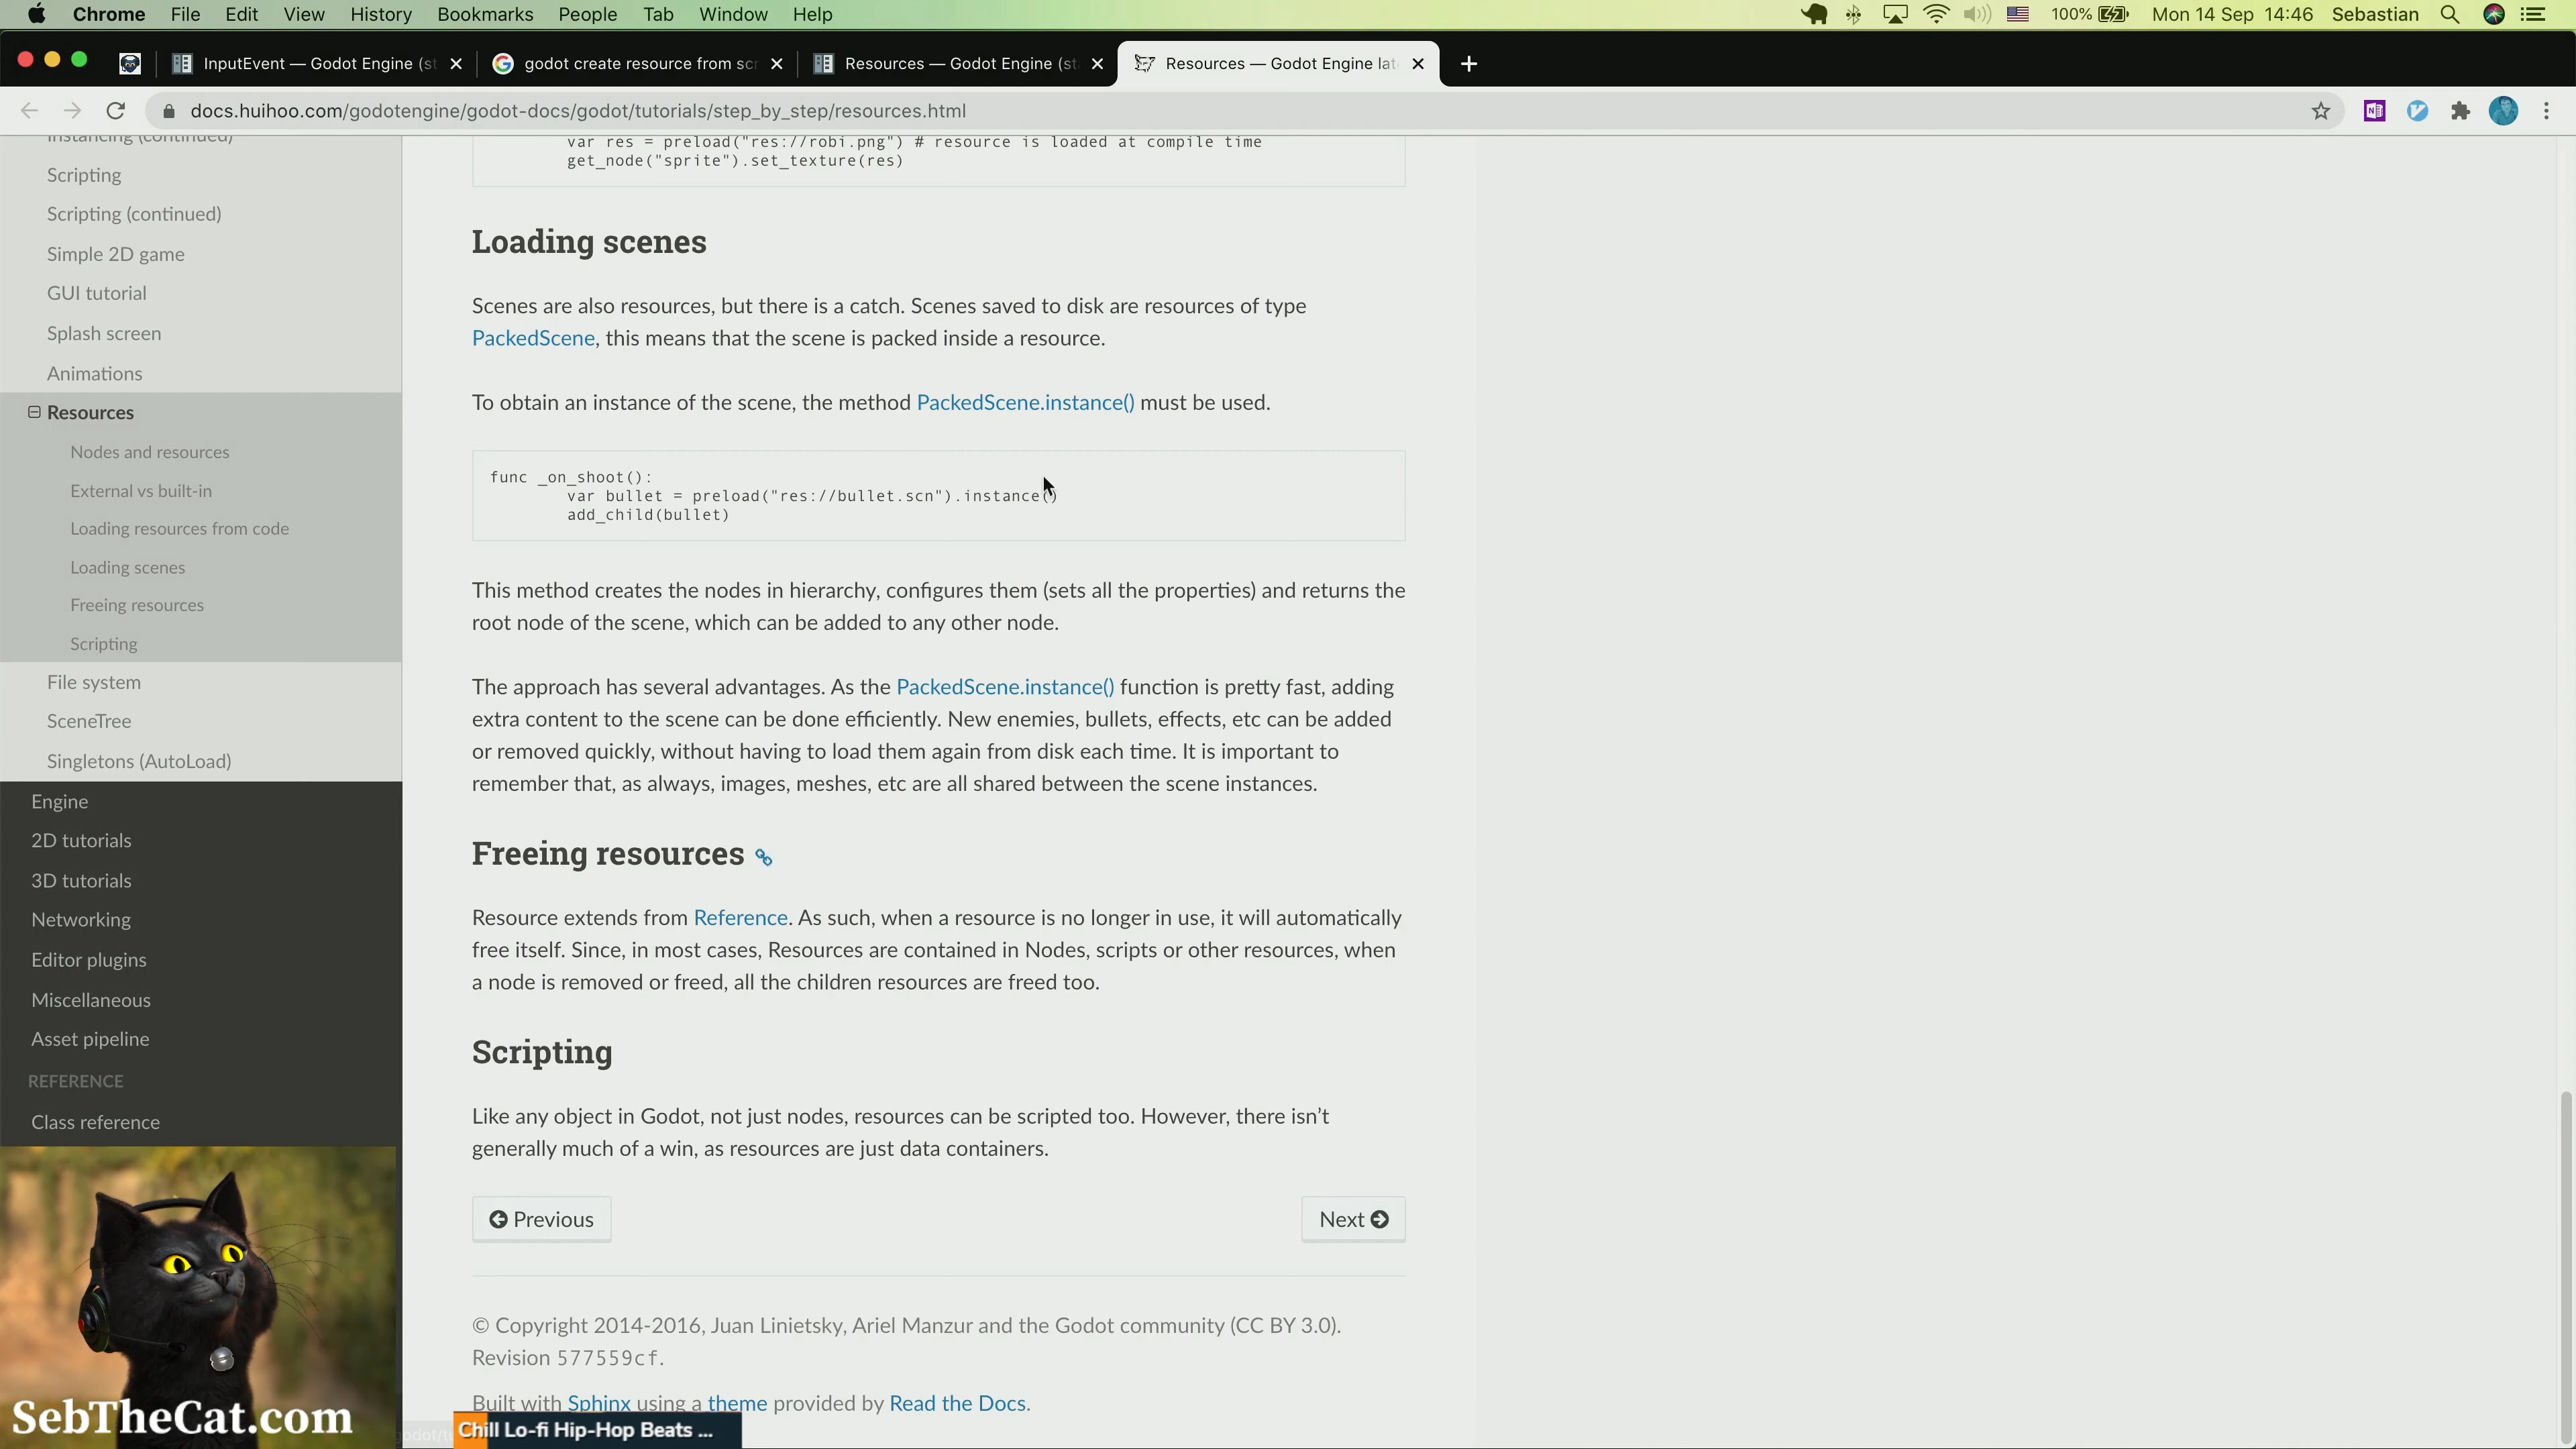 Chrome File Edit View History Bookmarks People Tab Window Help 100% Mon 14 Sep 14:46 Sebastian
InputEvent — Godot Engine (st godot create resource from scr Resources — Godot Engine (st Resources — Godot Engine lat
docs.huihoo.com/godotengine/godot-docs/godot/tutorials/step_by_step/resources.html
Instancing (continued)
Scripting
Scripting (continued)
Simple 2D game
GUI tutorial
Splash screen
Animations
Resources
Nodes and resources
External vs built-in
Loading resources from code
Loading scenes
Freeing resources
Scripting
File system
SceneTree
Singletons (AutoLoad)
Engine
2D tutorials
3D tutorials
Networking
Editor plugins
Miscellaneous
Asset pipeline
REFERENCE
Class reference
var res = preload("res://robi.png") # resource is loaded at compile time
get_node("sprite").set_texture(res)
Loading scenes
Scenes are also resources, but there is a catch. Scenes saved to disk are resources of type
PackedScene, this means that the scene is packed inside a resource.
To obtain an instance of the scene, the method PackedScene.instance() must be used.
func _on_shoot():
var bullet = preload("res://bullet.scn").instance()
add_child(bullet)
This method creates the nodes in hierarchy, configures them (sets all the properties) and returns the
root node of the scene, which can be added to any other node.
The approach has several advantages. As the PackedScene.instance() function is pretty fast, adding
extra content to the scene can be done efficiently. New enemies, bullets, effects, etc can be added
or removed quickly, without having to load them again from disk each time. It is important to
remember that, as always, images, meshes, etc are all shared between the scene instances.
Freeing resources
Resource extends from Reference. As such, when a resource is no longer in use, it will automatically
free itself. Since, in most cases, Resources are contained in Nodes, scripts or other resources, when
a node is removed or freed, all the children resources are freed too.
Scripting
Like any object in Godot, not just nodes, resources can be scripted too. However, there isn't
generally much of a win, as resources are just data containers.
Previous Next
© Copyright 2014-2016, Juan Linietsky, Ariel Manzur and the Godot community (CC BY 3.0).
Revision 577559cf.
Built with Sphinx using a theme provided by Read the Docs.
SebTheCat.com
Chill Lo-fi Hip-Hop Beats ...